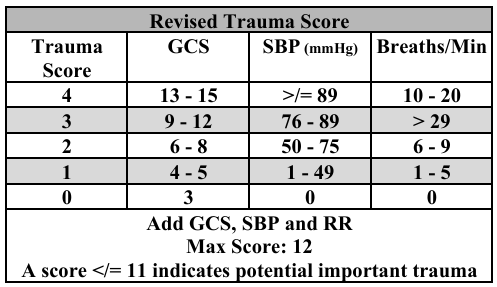 Revised Trauma Score
Trauma Score GCS SBP (mmHg) Breaths/Min
4 13 - 15 >/= 89 10 - 20
3 9 - 12 76 - 89 > 29
2 6 - 8 50 - 75 6 - 9
1 4 - 5 1 - 49 1 - 5
0 3 0 0
Add GCS, SBP and RR
Max Score: 12
A score </= 11 indicates potential important trauma